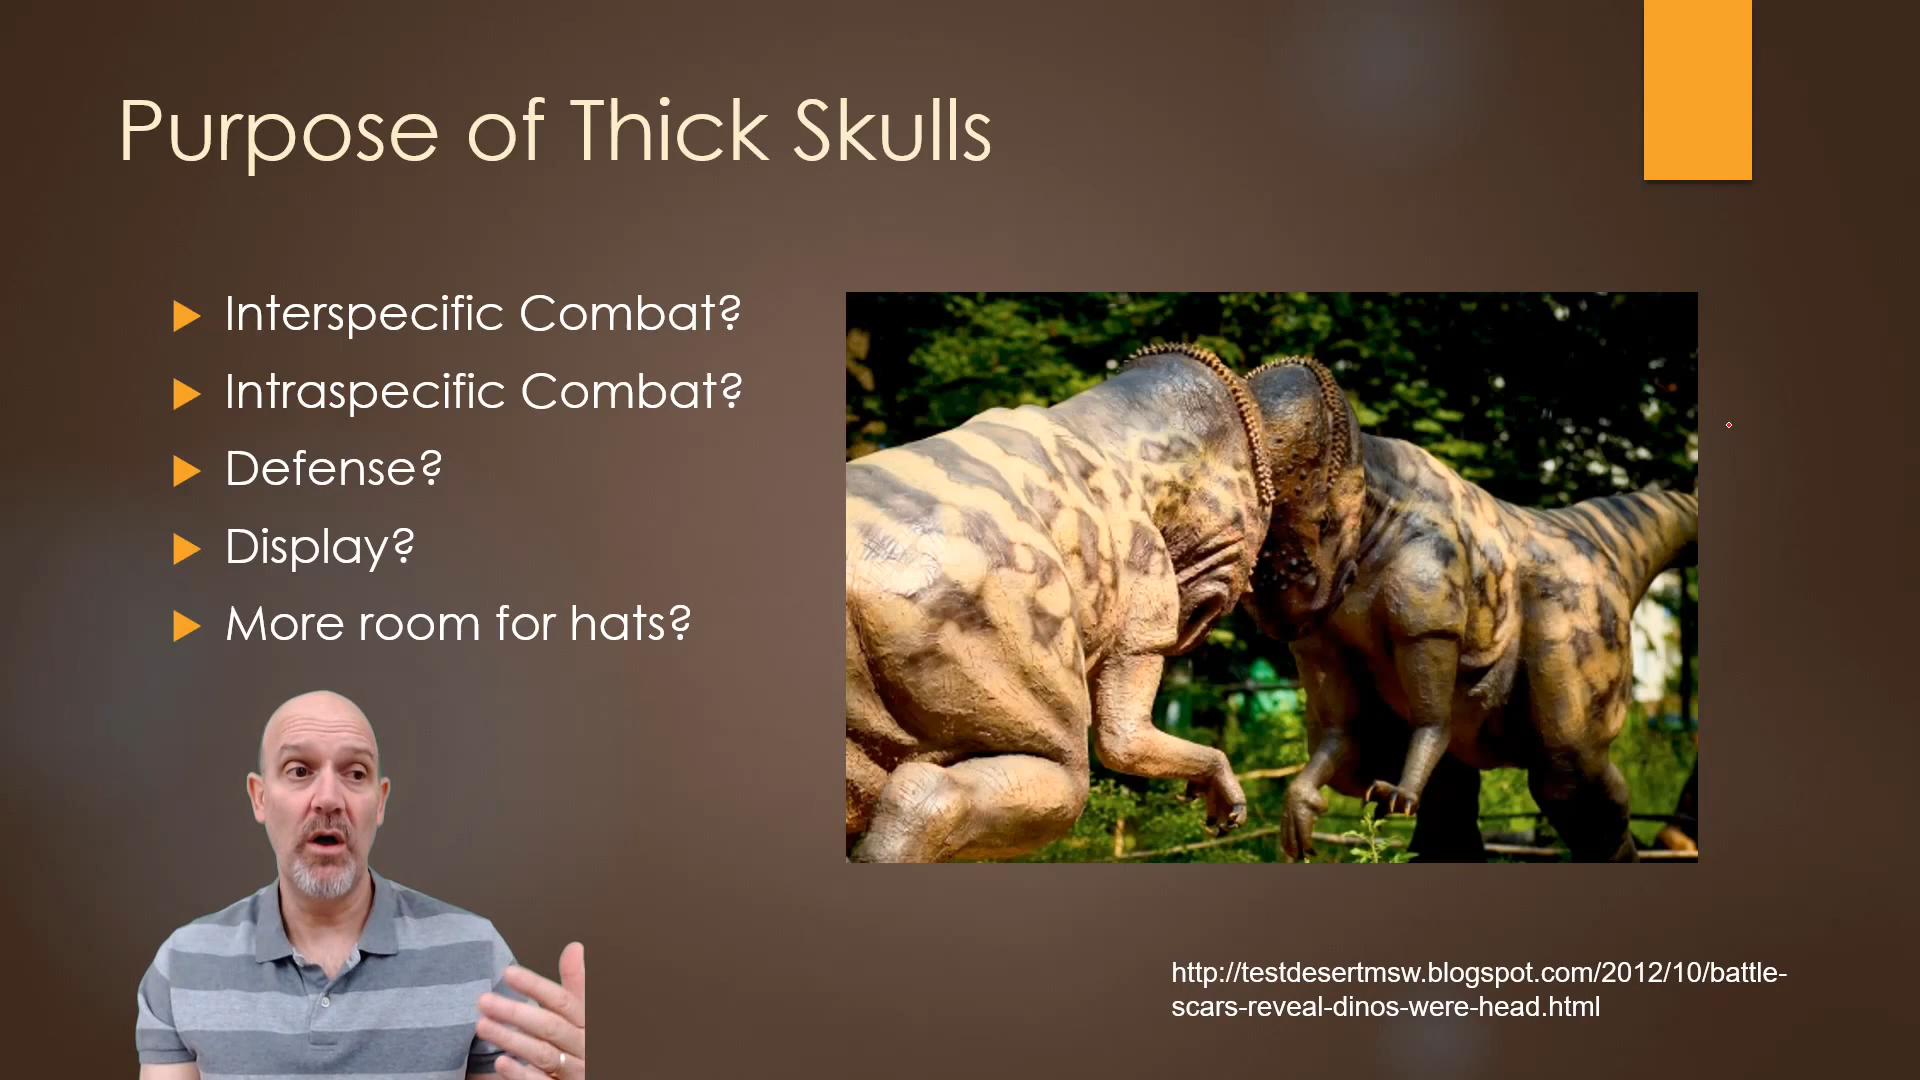 Purpose of Thick Skulls
Interspecific Combat?
Intraspecific Combat?
Defense?
Display?
More room for hats?
http://testdesertmsw.blogspot.com/2012/10/battle-
scars-reveal-dinos-were-head.html